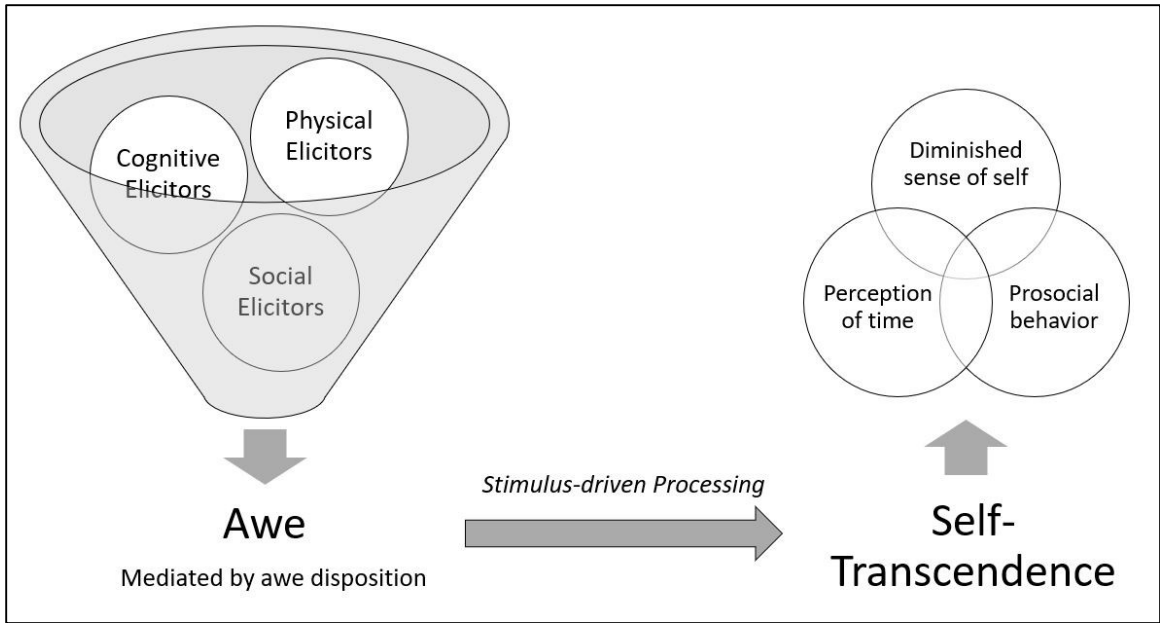 Physical
Elicitors
Cognitive
Elicitors
Social
Elicitors
Awe
Mediated by awe disposition
Stimulus-driven Processing
Diminished
sense of self
Perception
of time
Prosocial
behavior
Self-
Transcendence